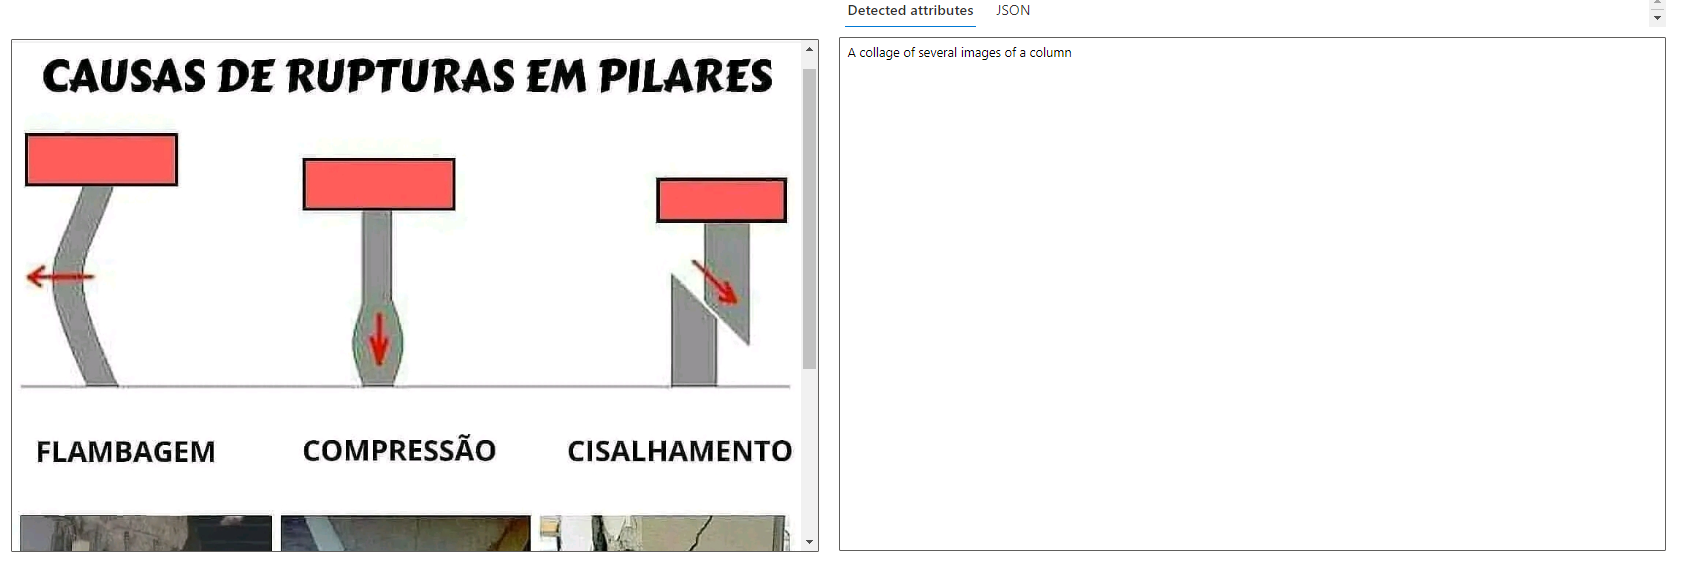 Detected attributes JSON
A collage of several images of a column
CAUSAS DE RUPTURAS EM PILARES
FLAMBAGEM COMPRESSÃO CISALHAMENTO